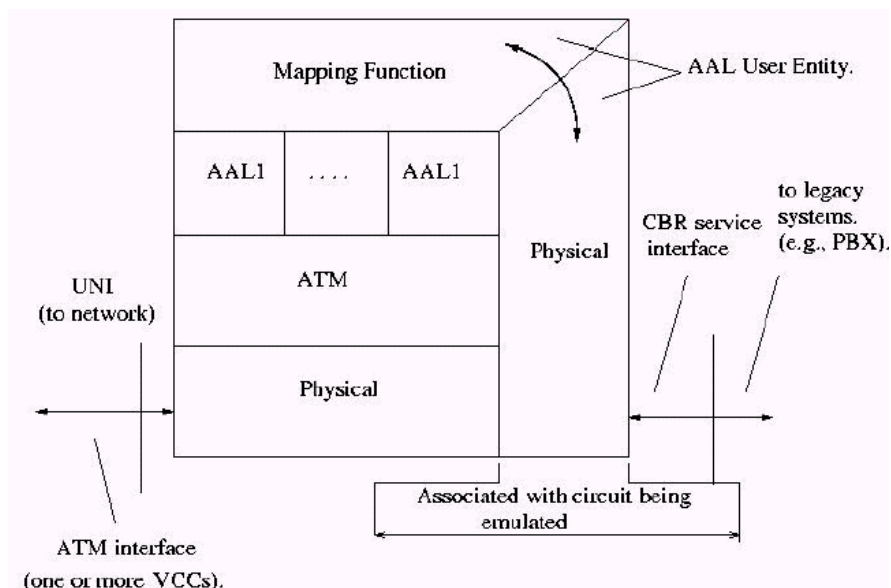 Mapping Function
AAL User Entity.
AAL1
. . . .
AAL1
to legacy
systems.
(e.g., PBX).
CBR service
interface
Physical
ATM
UNI
(to network)
Physical
Associated with circuit being
emulated
ATM interface
(one or more VCCs).